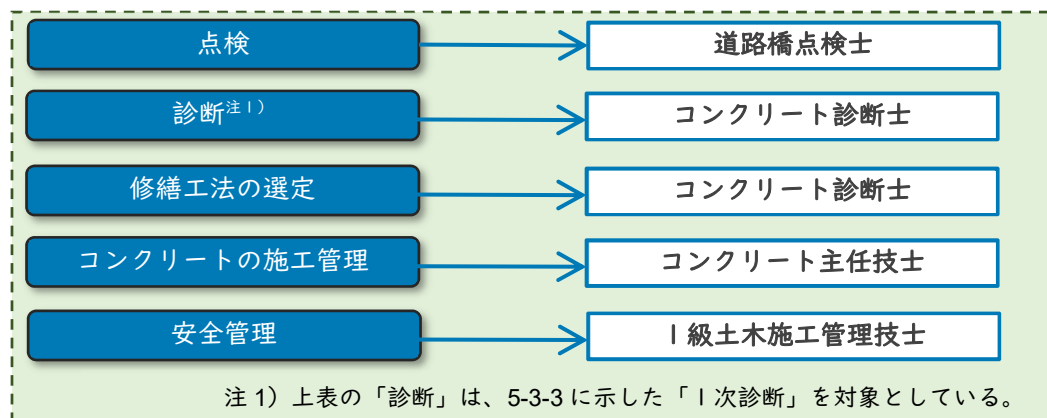 点検 道路橋点検士
診断注1) コンクリート診断士
修繕工法の選定 コンクリート診断士
コンクリートの施工管理 コンクリート主任技士
安全管理 1級土木施工管理技士
注 1）上表の「診断」は、5-3-3 に示した「1次診断」を対象としている。